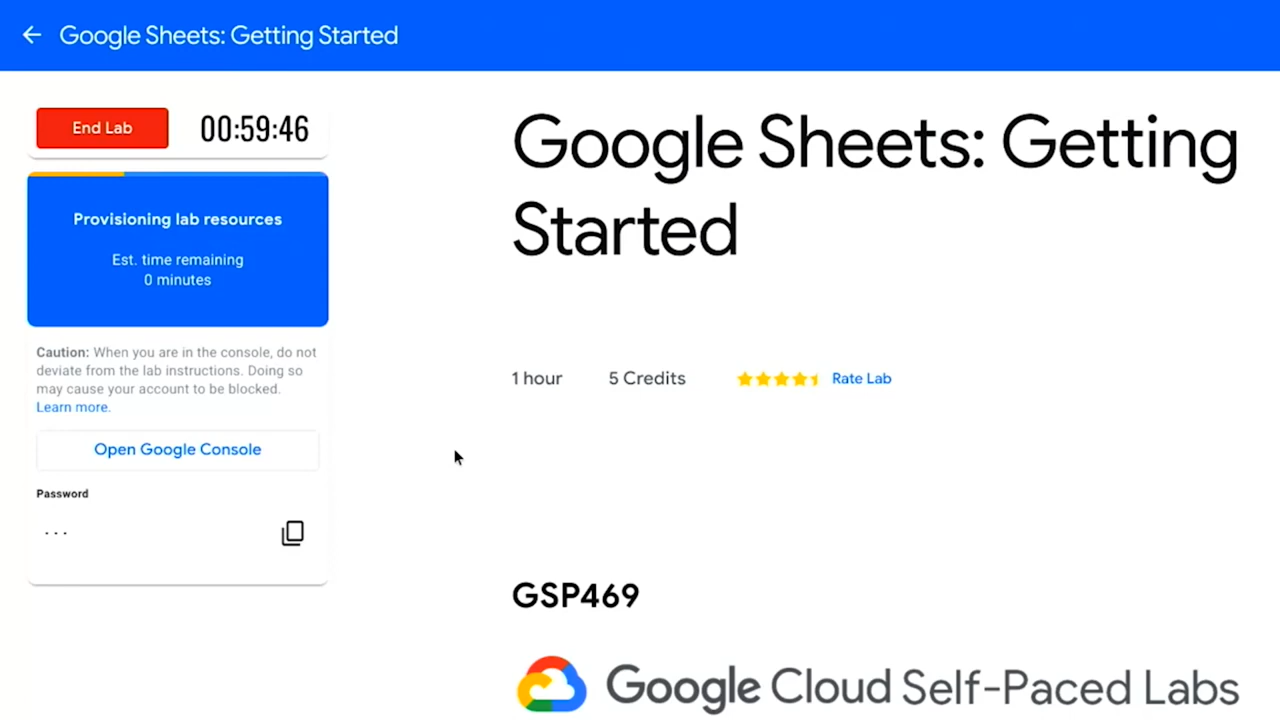 Google Sheets: Getting Started
End Lab
00:59:46
Provisioning lab resources
Est. time remaining
0 minutes
Caution: When you are in the console, do not
deviate from the lab instructions. Doing so
may cause your account to be blocked.
Learn more.
Open Google Console
Password
...
Google Sheets: Getting
Started
1 hour
5 Credits
Rate Lab
GSP469
Google Cloud Self-Paced Labs